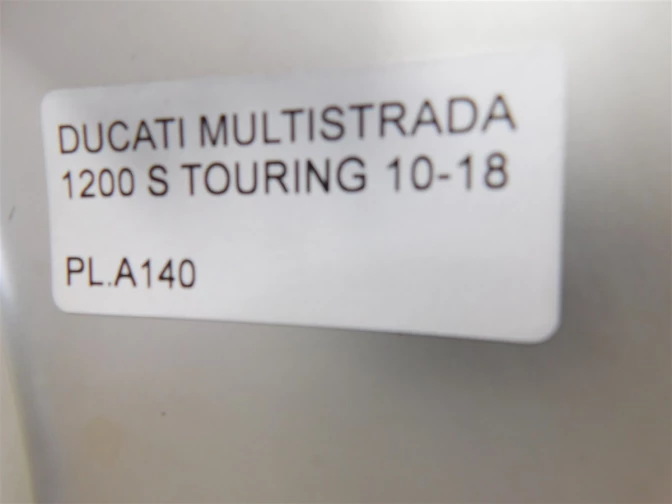 DUCATI MULTISTRADA
1200 S TOURING 10-18
PL.A140